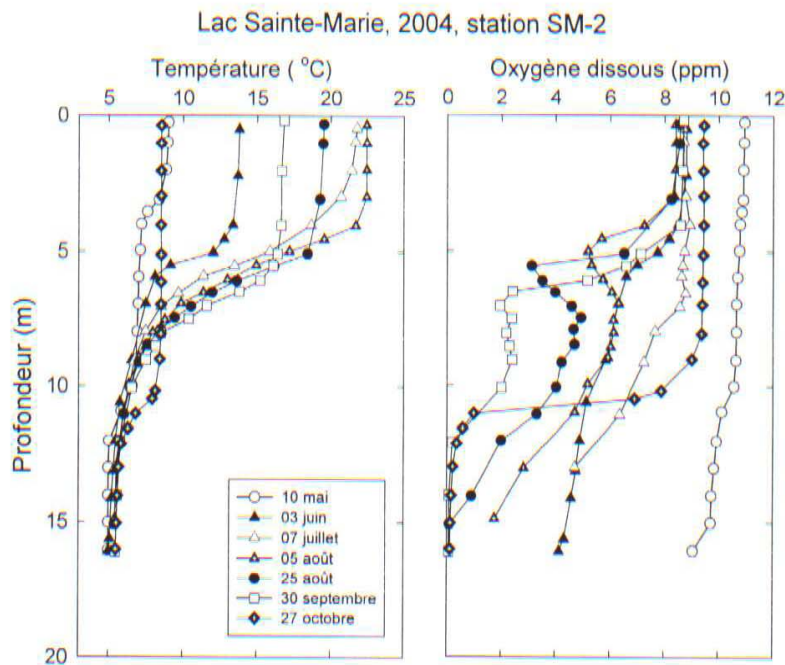 Lac Sainte-Marie, 2004, station SM-2
Température ( °C)
Oxygène dissous (ppm)
5 10 15 20 25
0 2 4 6 8 10 12
0
5
10
15
20
Profondeur (m)
10 mai
03 juin
07 juillet
05 août
25 août
30 septembre
27 octobre